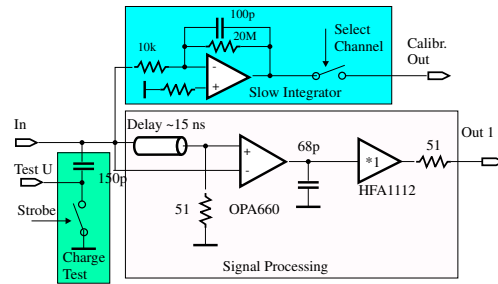 100p
20M
10k
-
+
Select
Channel
Calibr.
Out
Slow Integrator
In
Delay ~15 ns
Out 1
Test U
150p
+
-
68p
*1
51
51
OPA660
HFA1112
Strobe
Charge
Test
Signal Processing